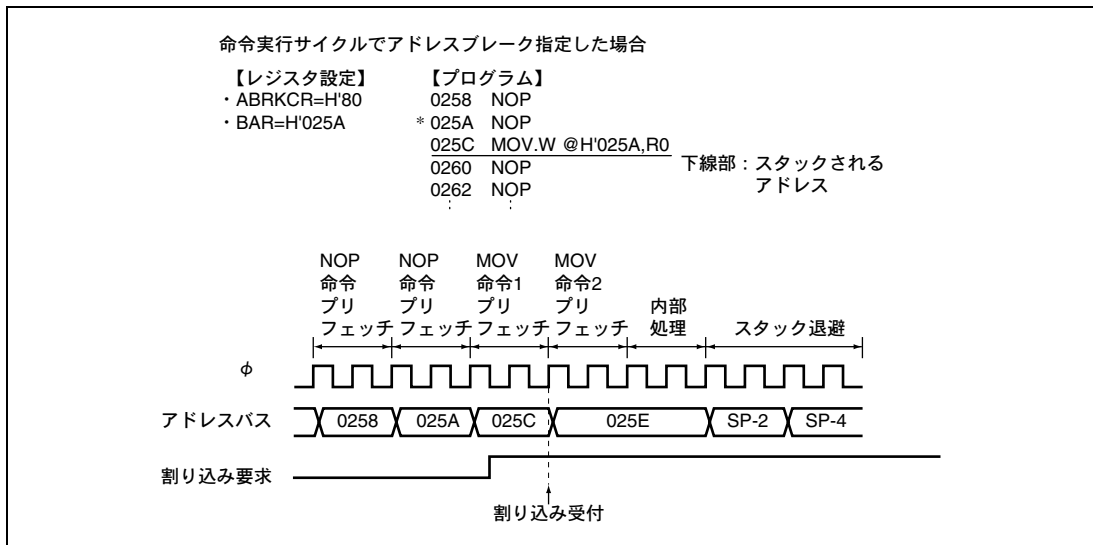 命令実行サイクルでアドレスブレーク指定した場合
【レジスタ設定】
・ABRKCR=H'80
・BAR=H'025A
【プログラム】
0258 NOP
* 025A NOP
025C MOV.W @H'025A,R0
0260 NOP
0262 NOP
: :
下線部：スタックされる
アドレス
NOP
命令
プリ
フェッチ
NOP
命令
プリ
フェッチ
MOV
命令1
プリ
フェッチ
MOV
命令2
プリ
フェッチ
内部
処理
スタック退避
φ
アドレスバス
0258 025A 025C 025E SP-2 SP-4
割り込み要求
割り込み受付